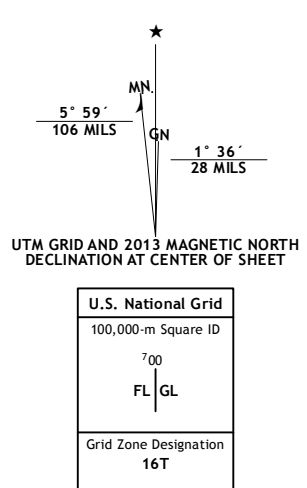 ★
MN.
5° 59´
106 MILS
GN
1° 36´
28 MILS
UTM GRID AND 2013 MAGNETIC NORTH
DECLINATION AT CENTER OF SHEET
U.S. National Grid
100,000-m Square ID
⁷00
FL GL
Grid Zone Designation
16T